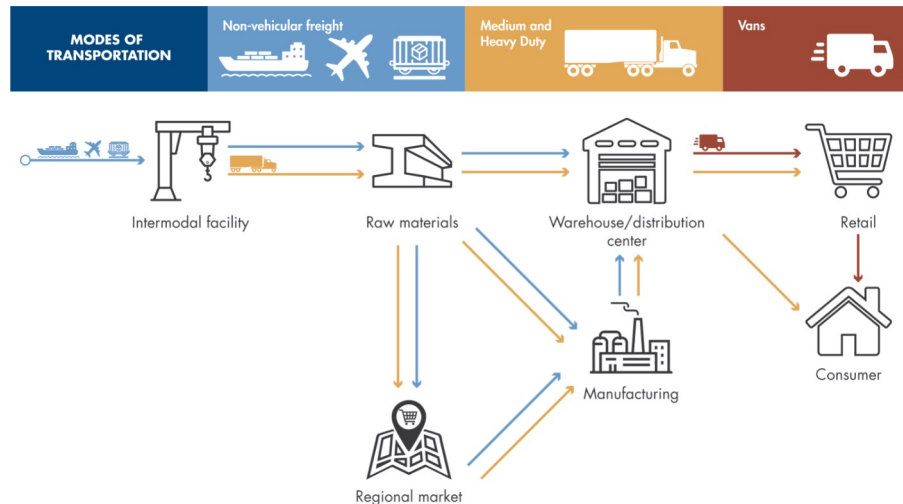 MODES OF
TRANSPORTATION
Non-vehicular freight
Medium and
Heavy Duty
Vans
Intermodal facility
Raw materials
Warehouse/distribution
center
Retail
Manufacturing
Consumer
Regional market